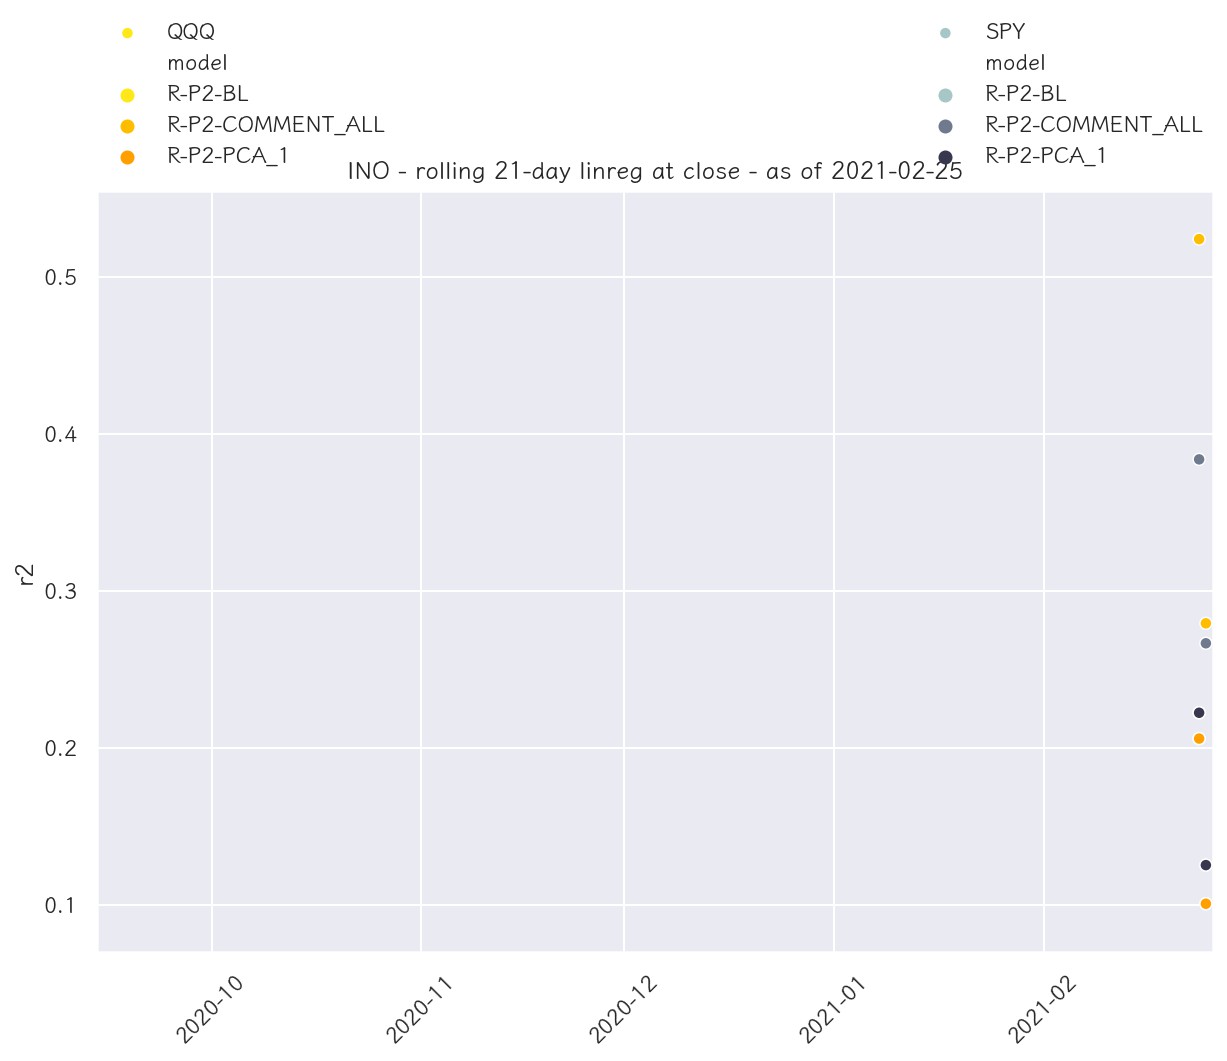 QQQ
model
R-P2-BL
R-P2-COMMENT_ALL
R-P2-PCA_1
SPY
model
R-P2-BL
R-P2-COMMENT_ALL
R-P2-PCA_1
INO - rolling 21-day linreg at close - as of 2021-02-25
0.5
0.4
0.3
0.2
0.1
r2
2020-10
2020-11
2020-12
2021-01
2021-02